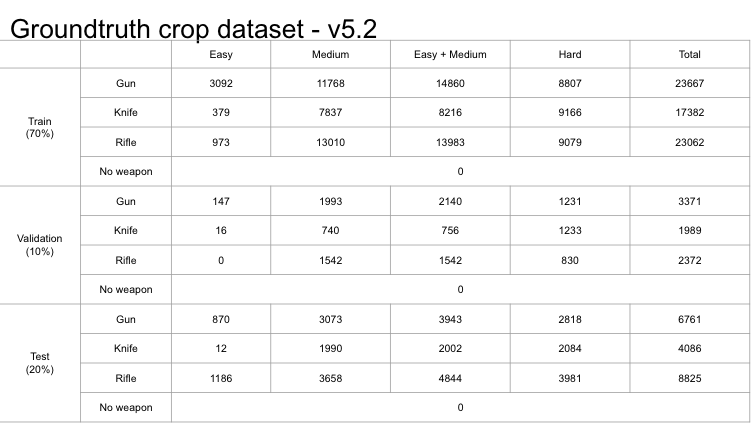 Groundtruth crop dataset - v5.2
Easy Medium Easy + Medium Hard Total
Train (70%)
Gun 3092 11768 14860 8807 23667
Knife 379 7837 8216 9166 17382
Rifle 973 13010 13983 9079 23062
No weapon 0
Validation (10%)
Gun 147 1993 2140 1231 3371
Knife 16 740 756 1233 1989
Rifle 0 1542 1542 830 2372
No weapon 0
Test (20%)
Gun 870 3073 3943 2818 6761
Knife 12 1990 2002 2084 4086
Rifle 1186 3658 4844 3981 8825
No weapon 0